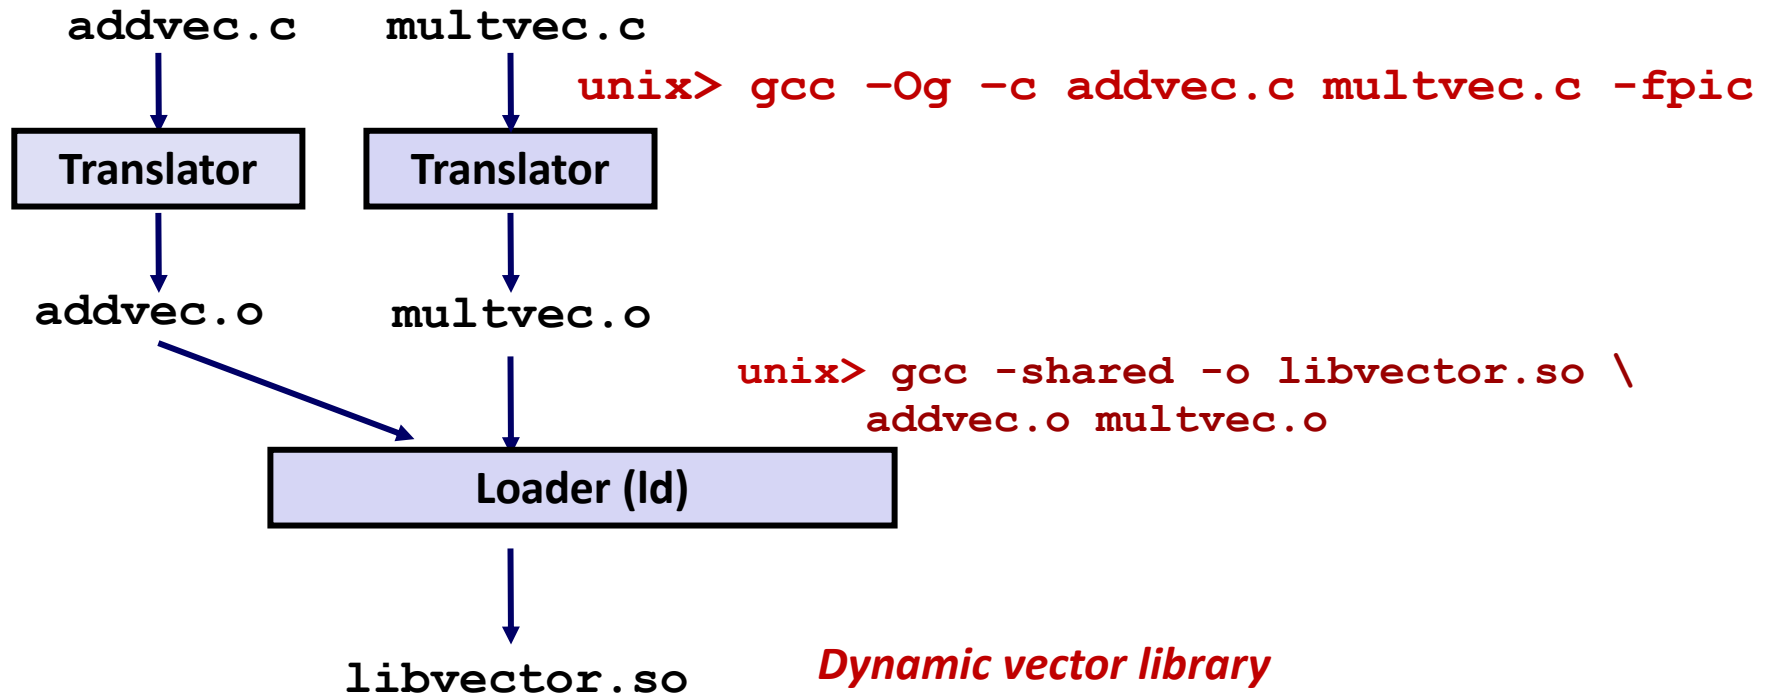 addvec.c multvec.c
unix> gcc –Og –c addvec.c multvec.c -fpic
Translator Translator
addvec.o multvec.o
unix> gcc -shared -o libvector.so \
addvec.o multvec.o
Loader (ld)
libvector.so
Dynamic vector library